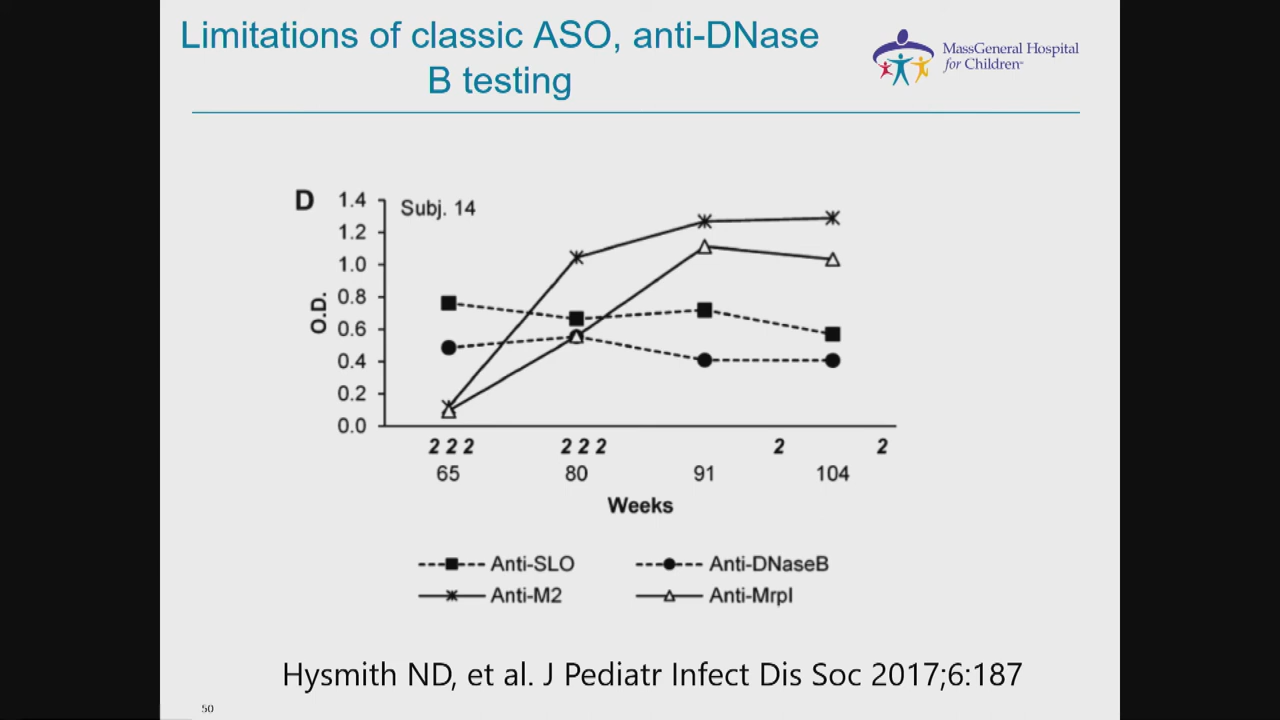 Limitations of classic ASO, anti-DNase
B testing
MassGeneral Hospital
for Children™
D
Subj. 14
1.4
1.2
1.0
0.8
0.6
0.4
0.2
0.0
O.D.
2 2 2 2 2 2 2 2
65 80 91 104
Weeks
Anti-SLO Anti-DNaseB
Anti-M2 Anti-Mrpl
Hysmith ND, et al. J Pediatr Infect Dis Soc 2017;6:187
50